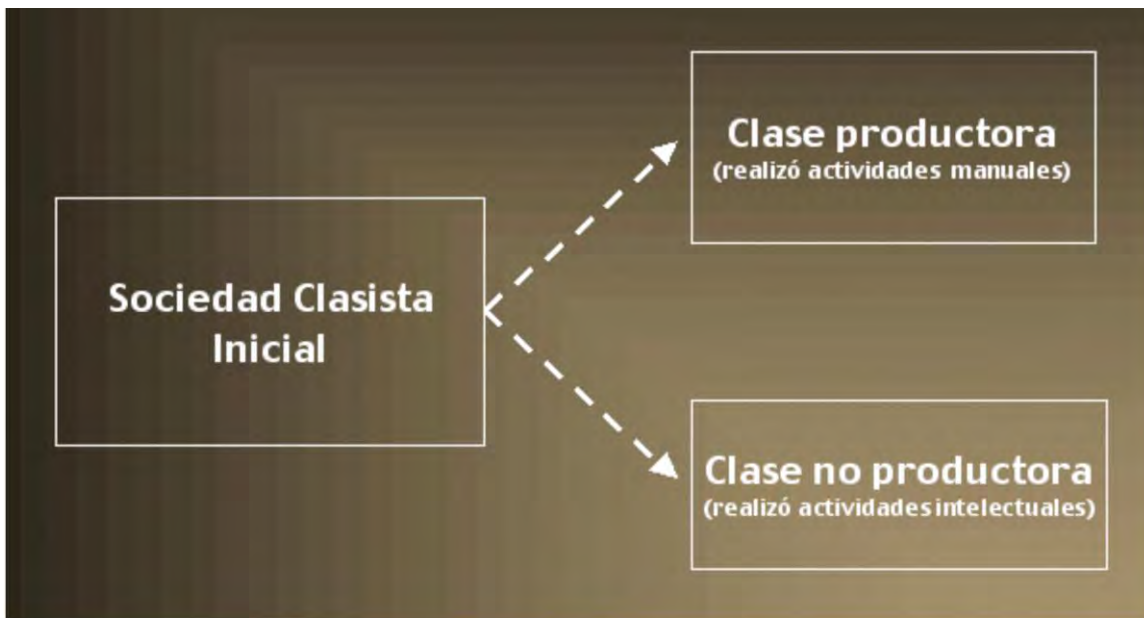 Sociedad Clasista
Inicial
Clase productora
(realizó actividades manuales)
Clase no productora
(realizó actividades intelectuales)